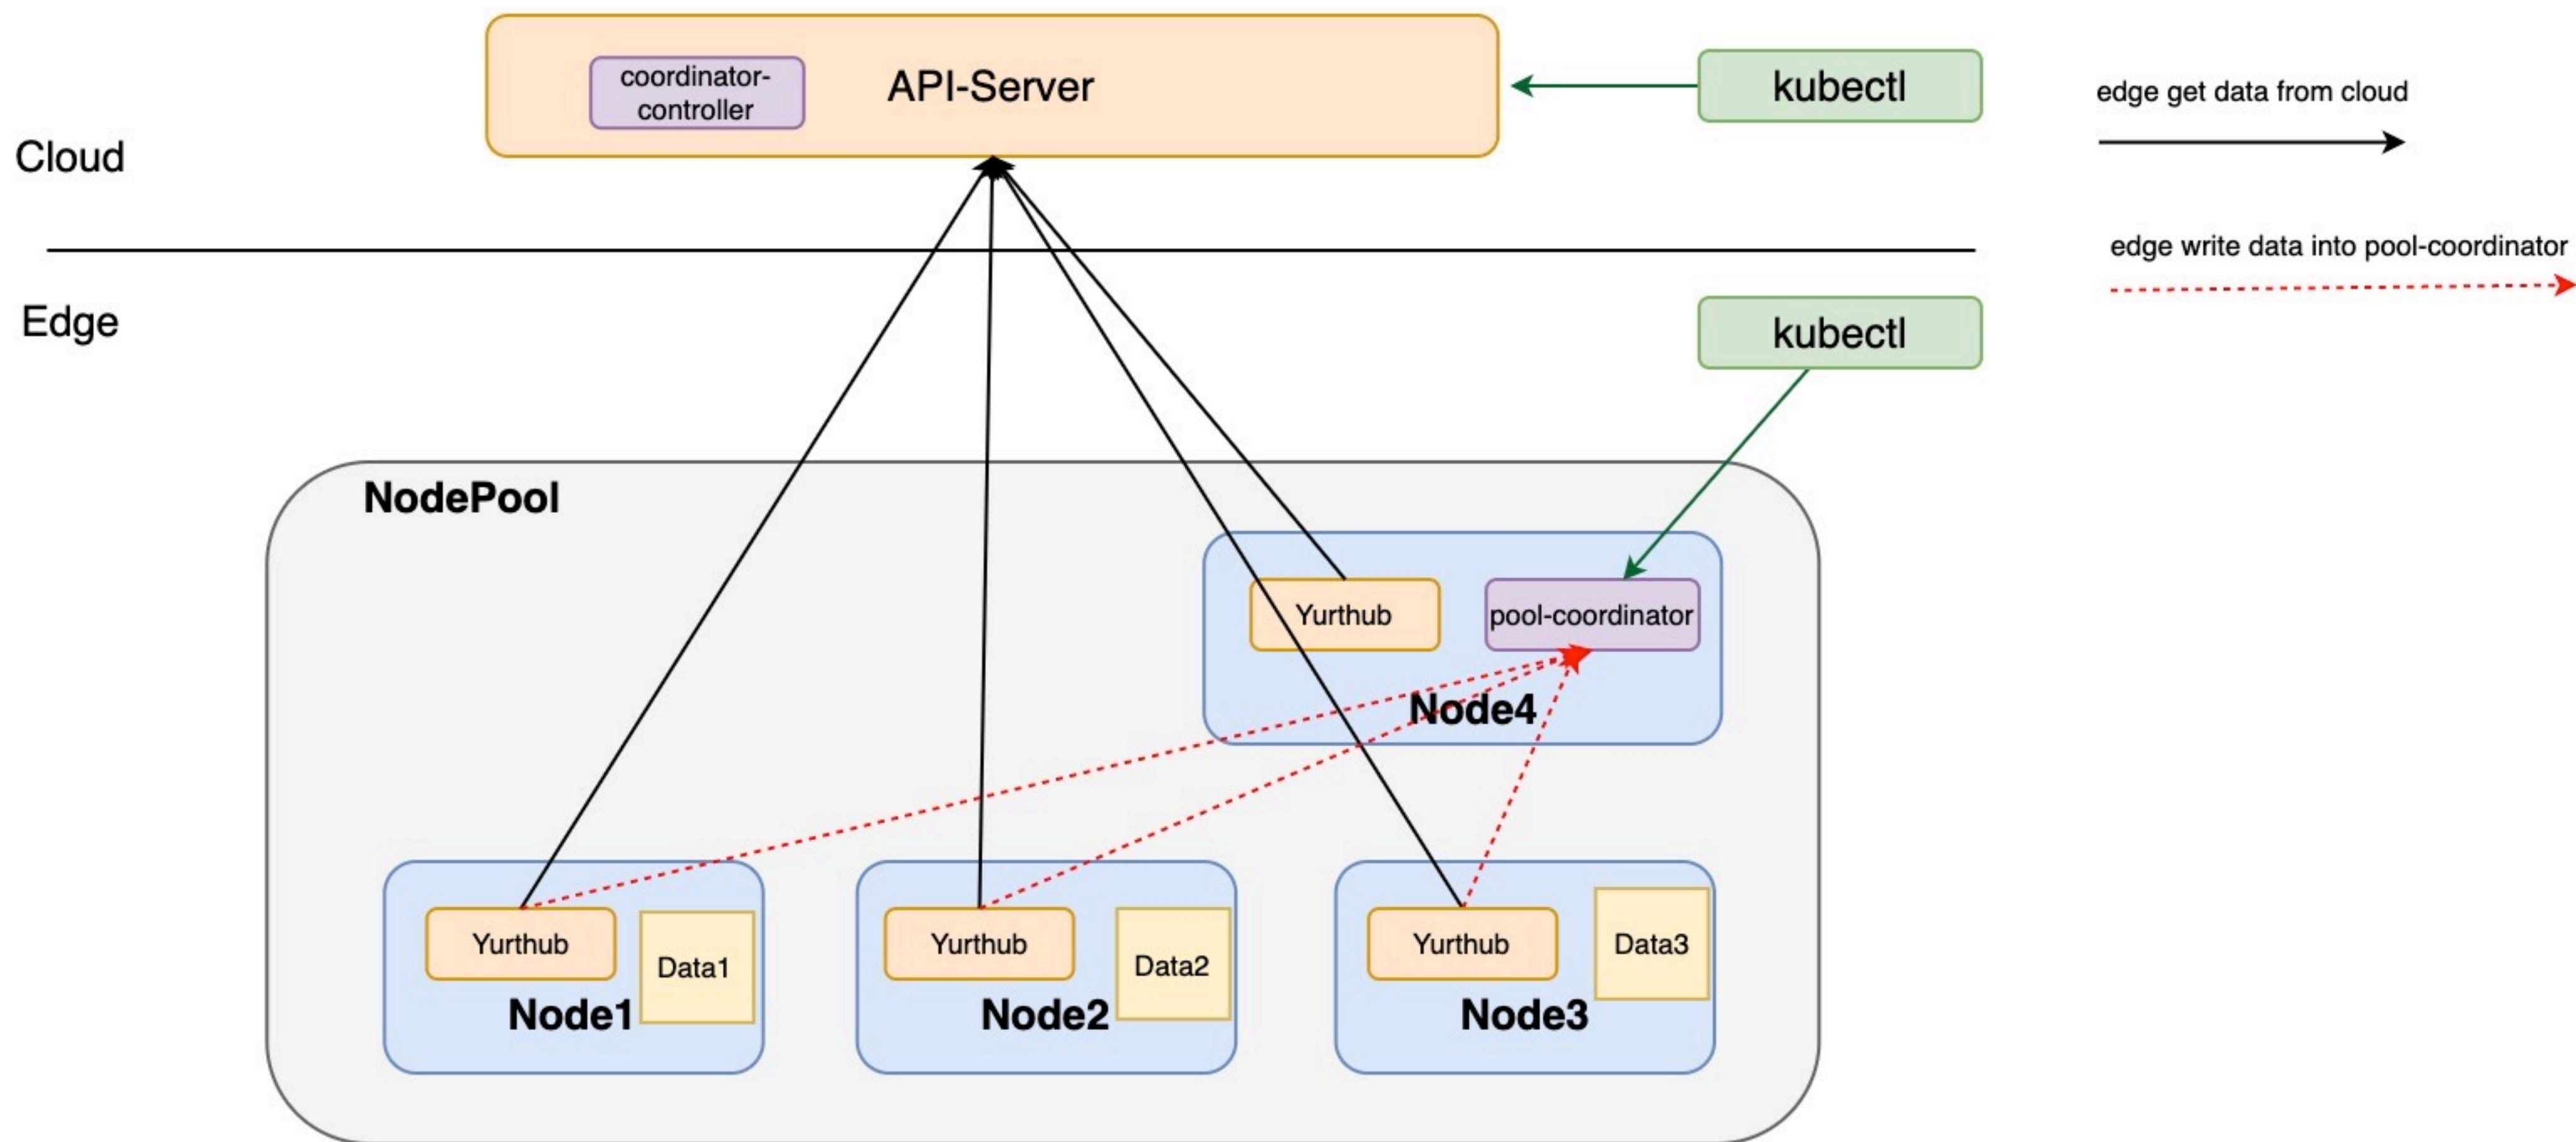 coordinator-
controller
API-Server
kubectl
edge get data from cloud
Cloud
edge write data into pool-coordinator
Edge
kubectl
NodePool
Yurthub
pool-coordinator
Node4
Yurthub
Data1
Node1
Yurthub
Data2
Node2
Yurthub
Data3
Node3